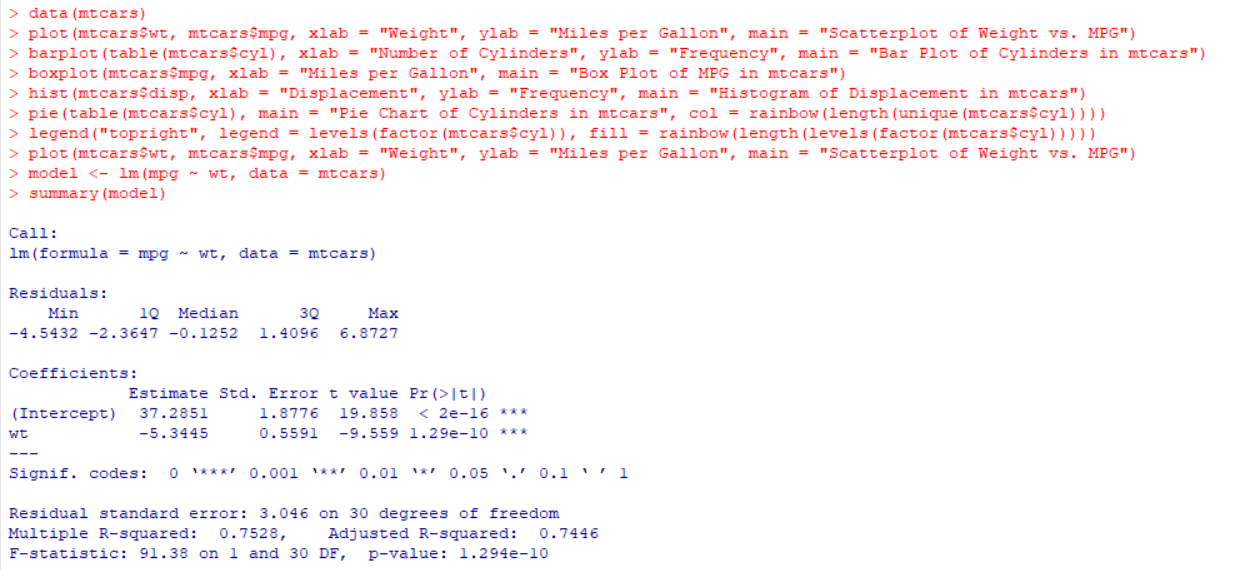 > data(mtcars)
> plot(mtcars$wt, mtcars$mpg, xlab = "Weight", ylab = "Miles per Gallon", main = "Scatterplot of Weight vs. MPG")
> barplot(table(mtcars$cyl), xlab = "Number of Cylinders", ylab = "Frequency", main = "Bar Plot of Cylinders in mtcars")
> boxplot(mtcars$mpg, xlab = "Miles per Gallon", main = "Box Plot of MPG in mtcars")
> hist(mtcars$disp, xlab = "Displacement", ylab = "Frequency", main = "Histogram of Displacement in mtcars")
> pie(table(mtcars$cyl), main = "Pie Chart of Cylinders in mtcars", col = rainbow(length(unique(mtcars$cyl))))
> legend("topright", legend = levels(factor(mtcars$cyl)), fill = rainbow(length(levels(factor(mtcars$cyl)))))
> plot(mtcars$wt, mtcars$mpg, xlab = "Weight", ylab = "Miles per Gallon", main = "Scatterplot of Weight vs. MPG")
> model <- lm(mpg ~ wt, data = mtcars)
> summary(model)

Call:
lm(formula = mpg ~ wt, data = mtcars)

Residuals:
    Min      1Q  Median      3Q     Max
-4.5432 -2.3647 -0.1252  1.4096  6.8727

Coefficients:
            Estimate Std. Error t value Pr(>|t|)
(Intercept)  37.2851     1.8776  19.858  < 2e-16 ***
wt           -5.3445     0.5591  -9.559 1.29e-10 ***
---
Signif. codes:  0 ‘***’ 0.001 ‘**’ 0.01 ‘*’ 0.05 ‘.’ 0.1 ‘ ’ 1

Residual standard error: 3.046 on 30 degrees of freedom
Multiple R-squared:  0.7528,    Adjusted R-squared:  0.7446
F-statistic: 91.38 on 1 and 30 DF,  p-value: 1.294e-10